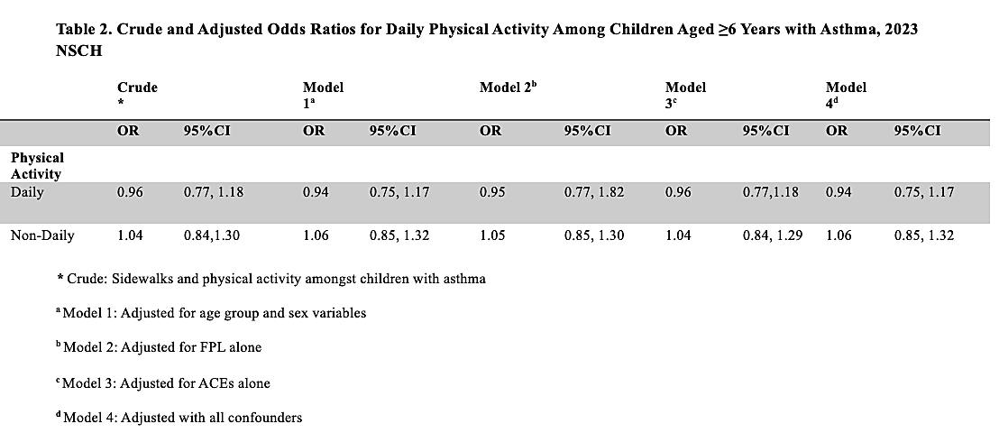 Table 2. Crude and Adjusted Odds Ratios for Daily Physical Activity Among Children Aged ≥6 Years with Asthma, 2023
NSCH
Crude Model Model 2ᵇ Model Model
* 1ᵃ 3ᶜ 4ᵈ
OR 95%CI OR 95%CI OR 95%CI OR 95%CI OR 95%CI
Physical
Activity
Daily 0.96 0.77, 1.18 0.94 0.75, 1.17 0.95 0.77, 1.82 0.96 0.77,1.18 0.94 0.75, 1.17
Non-Daily 1.04 0.84,1.30 1.06 0.85, 1.32 1.05 0.85, 1.30 1.04 0.84, 1.29 1.06 0.85, 1.32
* Crude: Sidewalks and physical activity amongst children with asthma
ᵃ Model 1: Adjusted for age group and sex variables
ᵇ Model 2: Adjusted for FPL alone
ᶜ Model 3: Adjusted for ACEs alone
ᵈ Model 4: Adjusted with all confounders